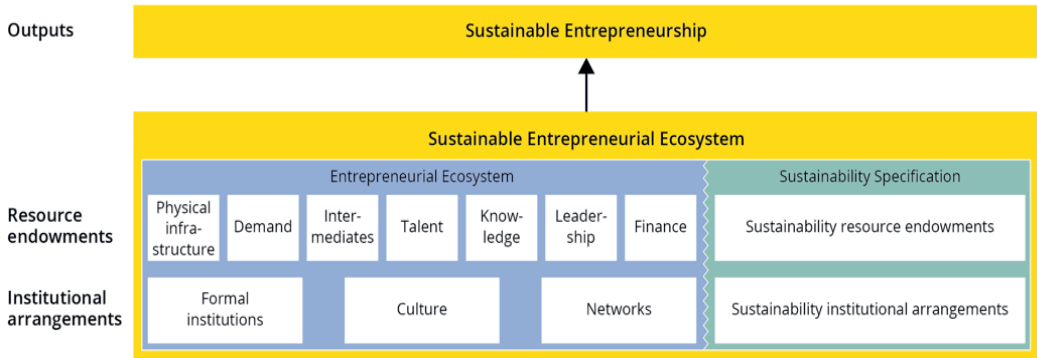 Outputs
Sustainable Entrepreneurship
Sustainable Entrepreneurial Ecosystem
Entrepreneurial Ecosystem
Sustainability Specification
Resource
endowments
Physical
infra-
structure
Demand
Inter-
mediates
Talent
Know-
ledge
Leader-
ship
Finance
Sustainability resource endowments
Institutional
arrangements
Formal
institutions
Culture
Networks
Sustainability institutional arrangements